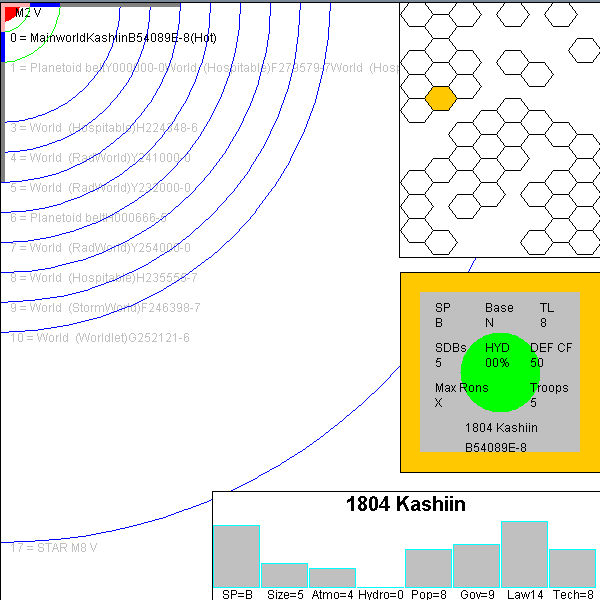 M2 V
0 = MainworldKashiinB54089E-8(Hot)
1 = Planetoid beltY000000-0World (Hospitable)F279579-7World (Hosp
3 = World (Hospitable)H224348-6
4 = World (RadWorld)Y241000-0
5 = World (RadWorld)Y222000-0
6 = Planetoid beltH000666-6
7 = World (RadWorld)Y254000-0
8 = World (Hospitable)H235555-7
9 = World (StormWorld)F246398-7
10 = World (Worldlet)G252121-6
17 = STAR M8 V
SP Base TL
B N 8
SDBs HYD DEF CF
5 00% 50
Max Rons Troops
X 5
1804 Kashiin
B54089E-8
1804 Kashiin
SP=B Size=5 Atmo=4 Hydro=0 Pop=8 Gov=9 Law14 Tech=8